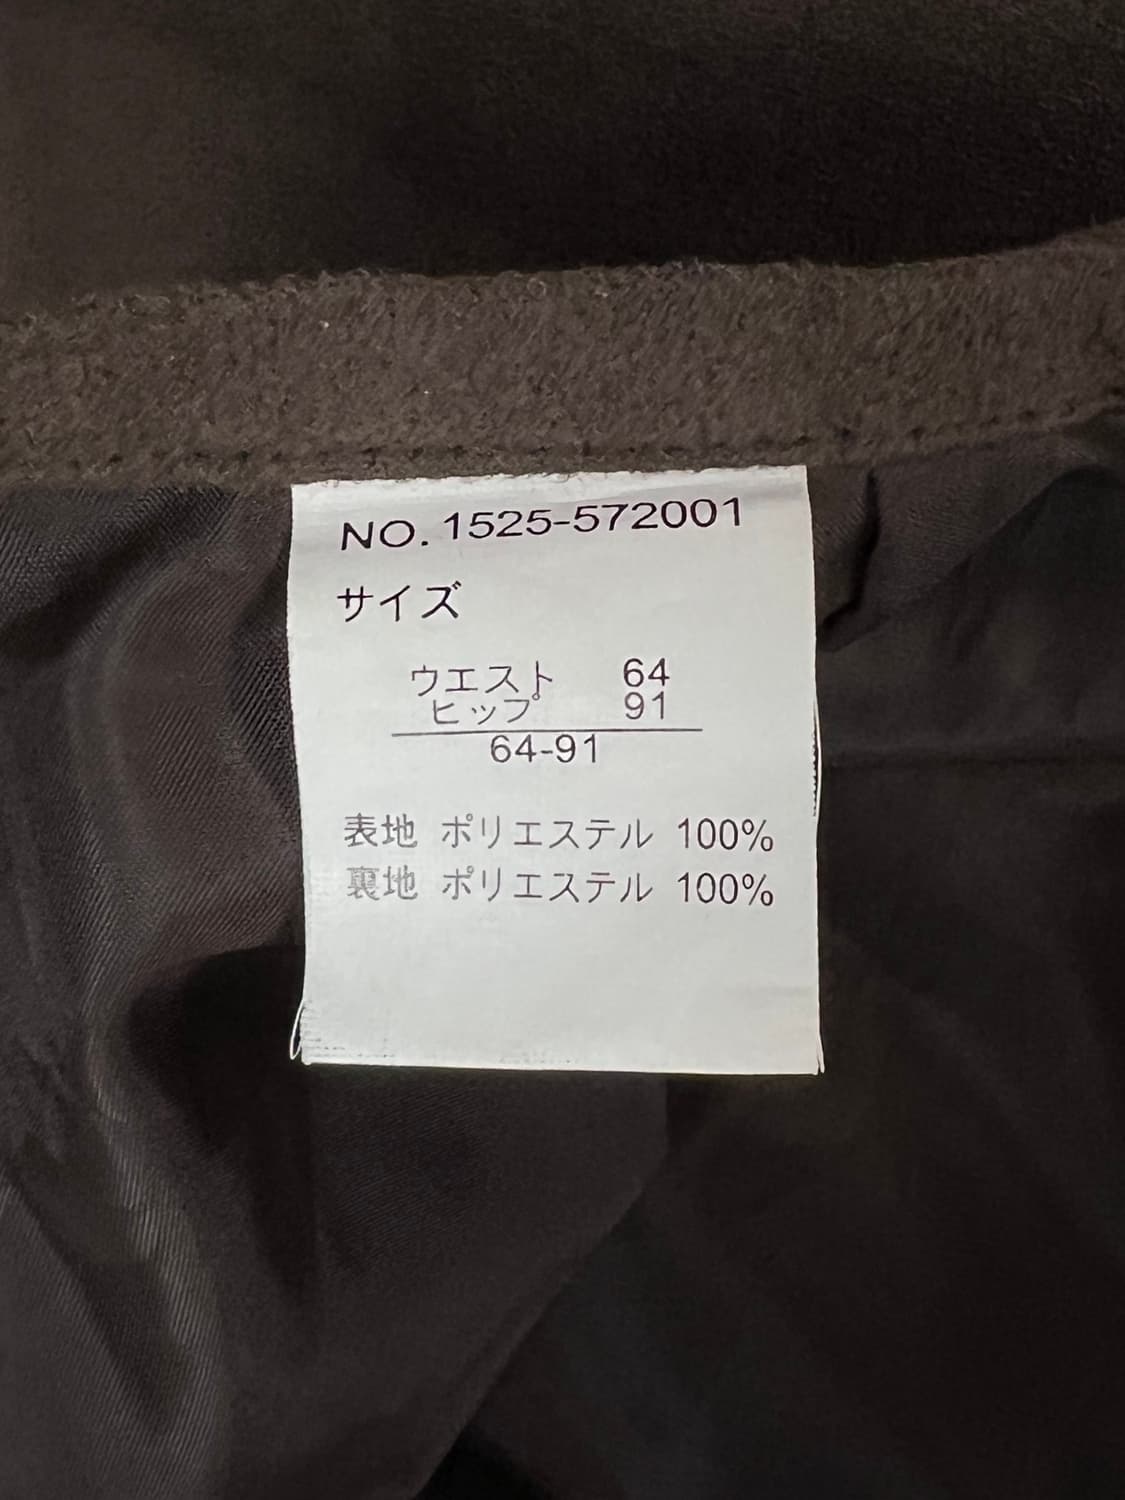 NO. 1525-572001
サイズ
ウエスト 64
ヒップ 91
64-91
表地 ポリエステル 100%
裏地 ポリエステル 100%